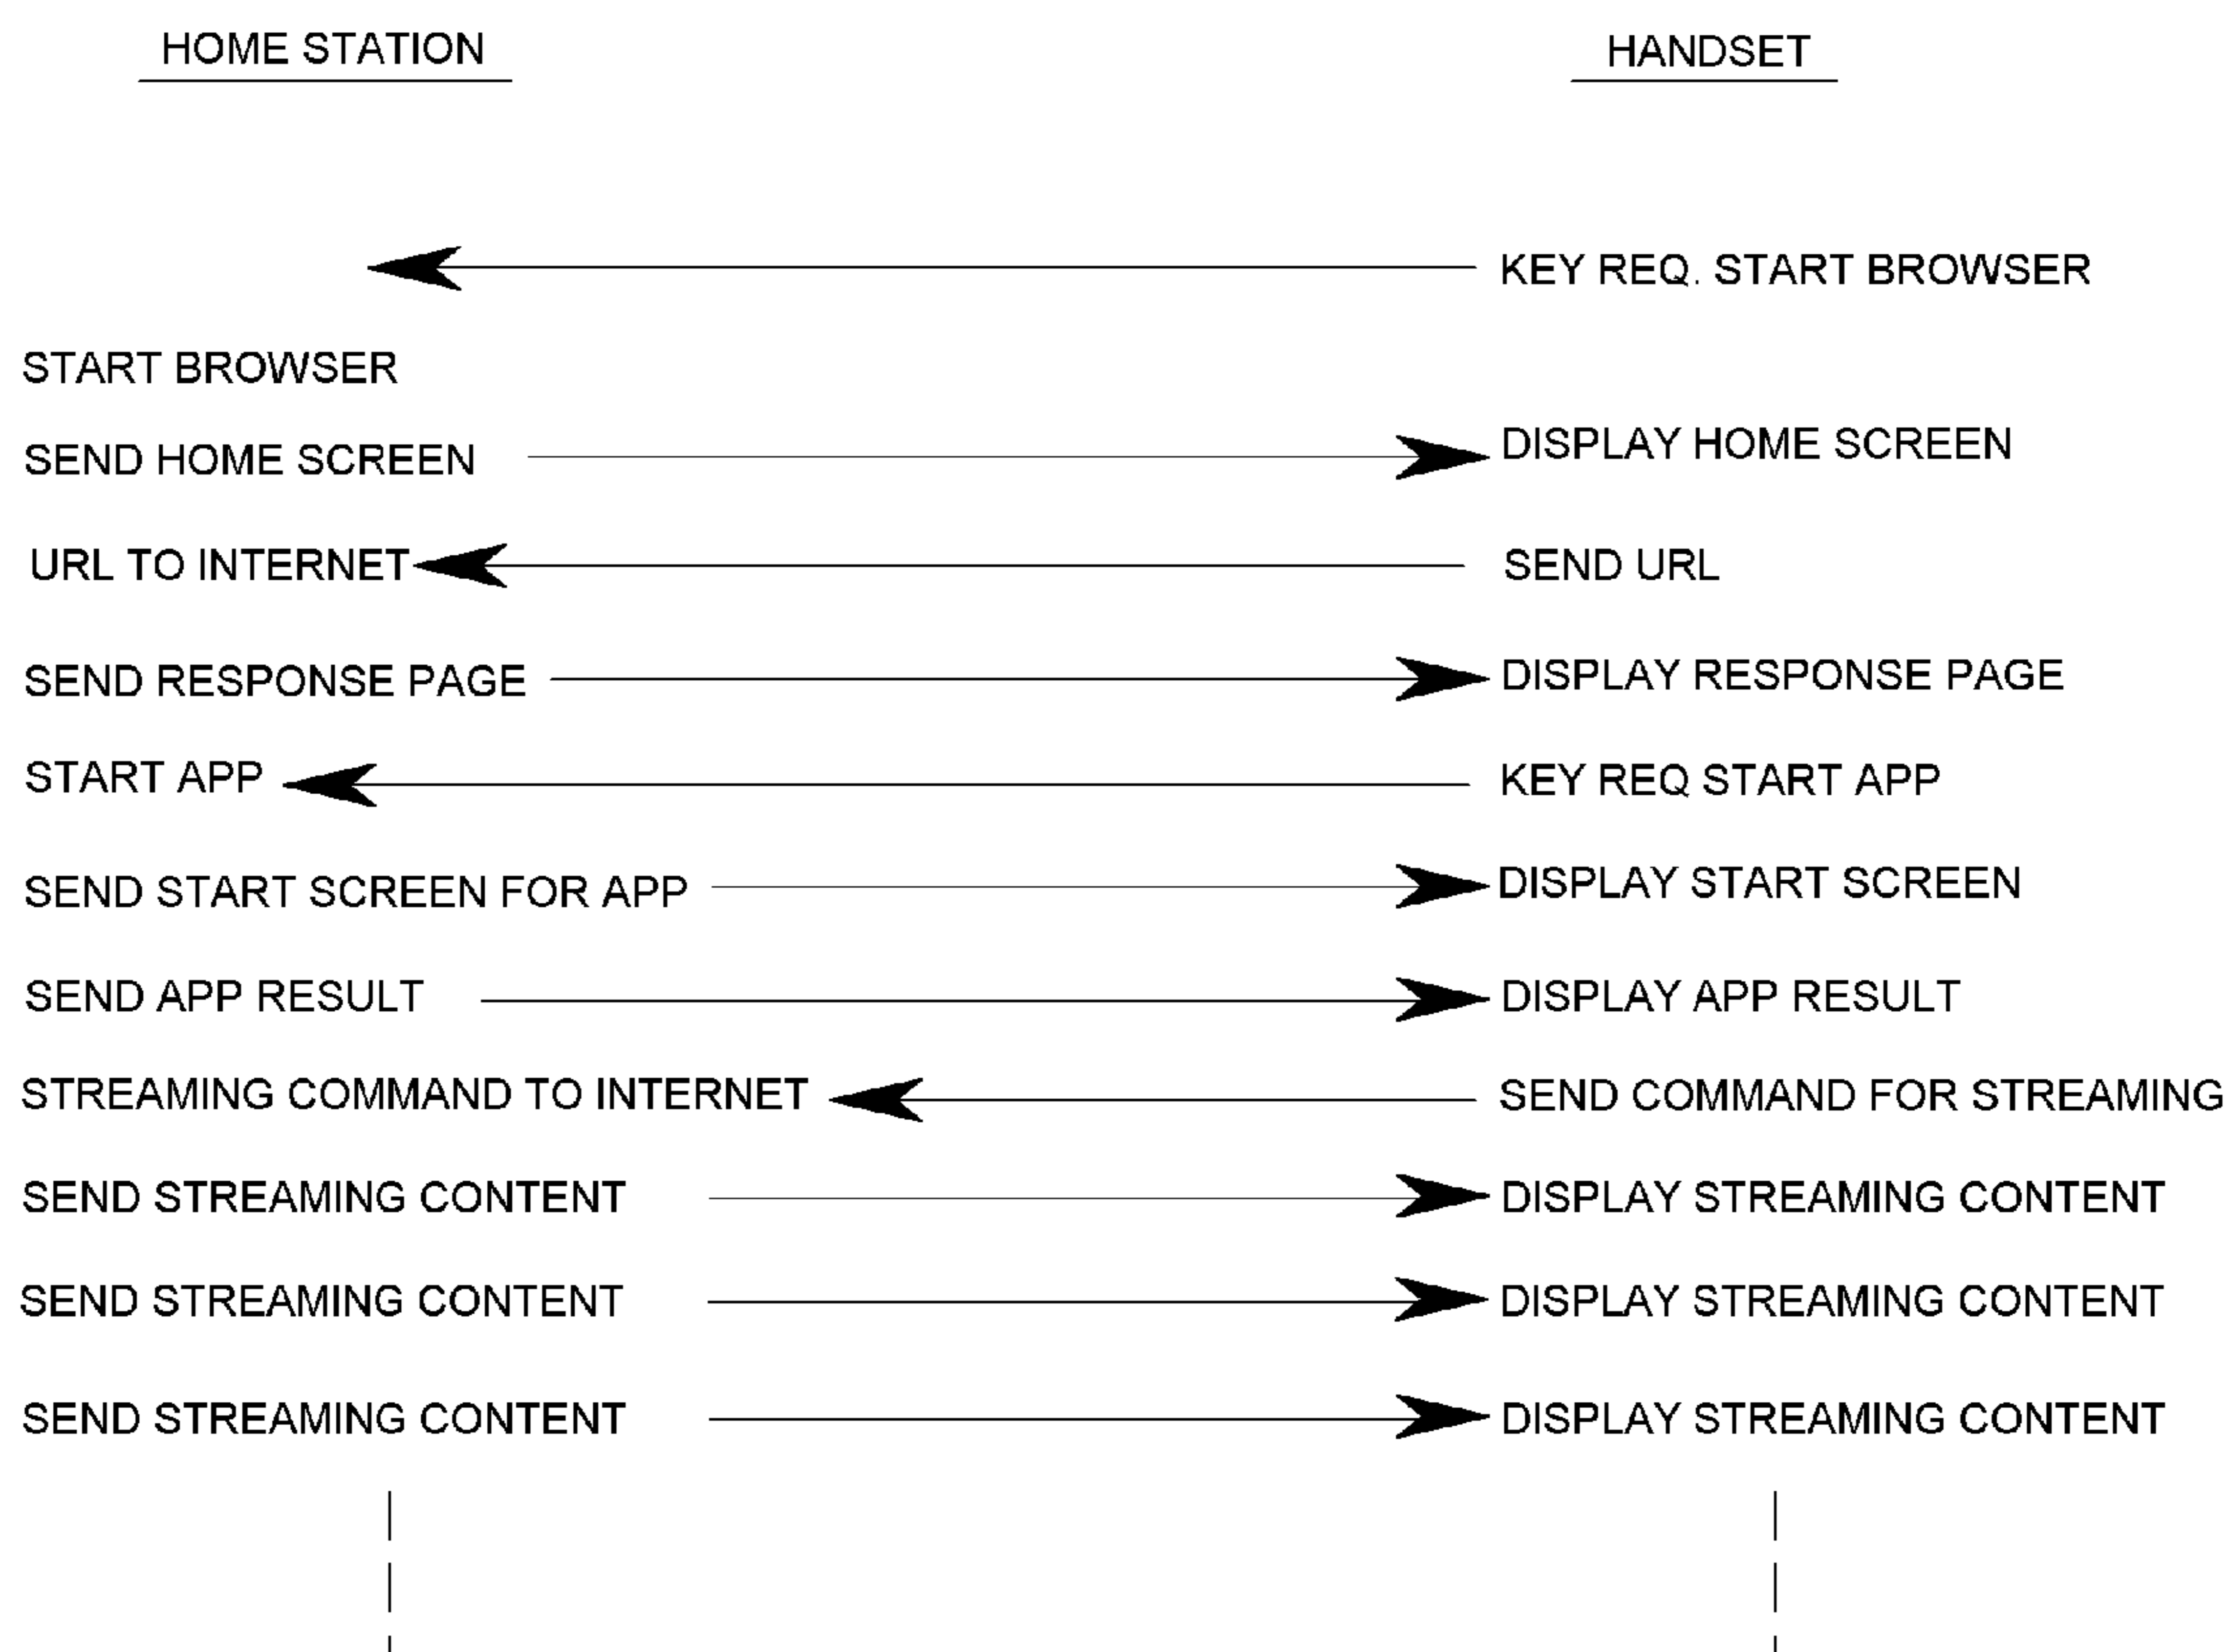 HOME STATION HANDSET
KEY REQ. START BROWSER
START BROWSER
SEND HOME SCREEN DISPLAY HOME SCREEN
URL TO INTERNET SEND URL
SEND RESPONSE PAGE DISPLAY RESPONSE PAGE
START APP KEY REQ START APP
SEND START SCREEN FOR APP DISPLAY START SCREEN
SEND APP RESULT DISPLAY APP RESULT
STREAMING COMMAND TO INTERNET SEND COMMAND FOR STREAMING
SEND STREAMING CONTENT DISPLAY STREAMING CONTENT
SEND STREAMING CONTENT DISPLAY STREAMING CONTENT
SEND STREAMING CONTENT DISPLAY STREAMING CONTENT